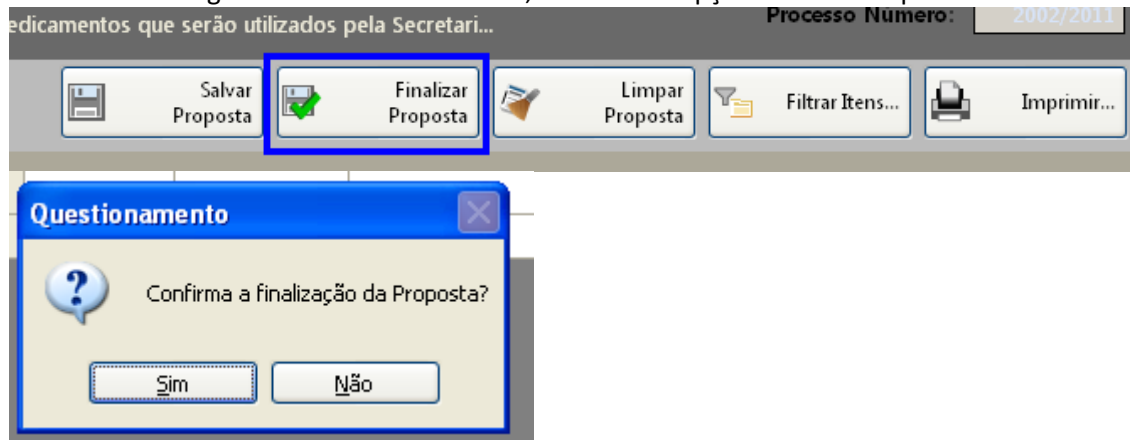 edicamentos que serão utilizados pela Secretari...
Processo Número: 2002/2011
Salvar
Proposta
Finalizar
Proposta
Limpar
Proposta
Filtrar Itens...
Imprimir...
Questionamento
Confirma a finalização da Proposta?
Sim
Não